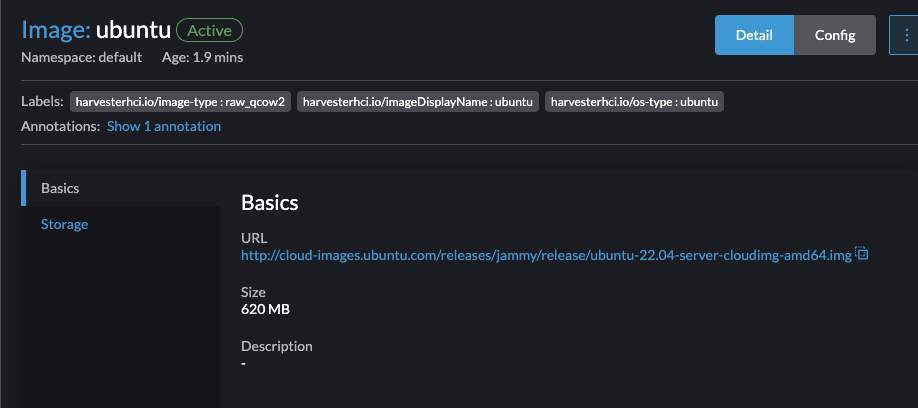 Image: ubuntu Active
Detail Config
Namespace: default Age: 1.9 mins
Labels: harvesterhci.io/image-type : raw_qcow2 harvesterhci.io/imageDisplayName : ubuntu harvesterhci.io/os-type : ubuntu
Annotations: Show 1 annotation
Basics
Storage
Basics
URL
http://cloud-images.ubuntu.com/releases/jammy/release/ubuntu-22.04-server-cloudimg-amd64.img
Size
620 MB
Description
-